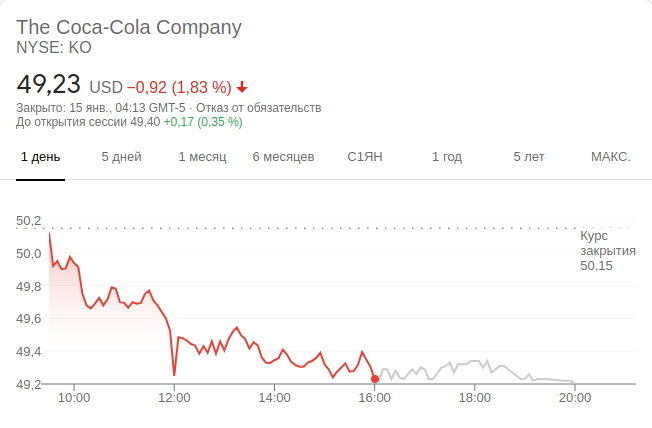 The Coca-Cola Company
NYSE: KO
49,23 USD −0,92 (1,83 %)
Закрыто: 15 янв., 04:13 GMT-5 · Отказ от обязательств
До открытия сессии 49,40 +0,17 (0,35 %)
1 день 5 дней 1 месяц 6 месяцев С1ЯН 1 год 5 лет МАКС.
50,2
Курс
закрытия
50,15
50,0
49,8
49,6
49,4
49,2
10:00 12:00 14:00 16:00 18:00 20:00